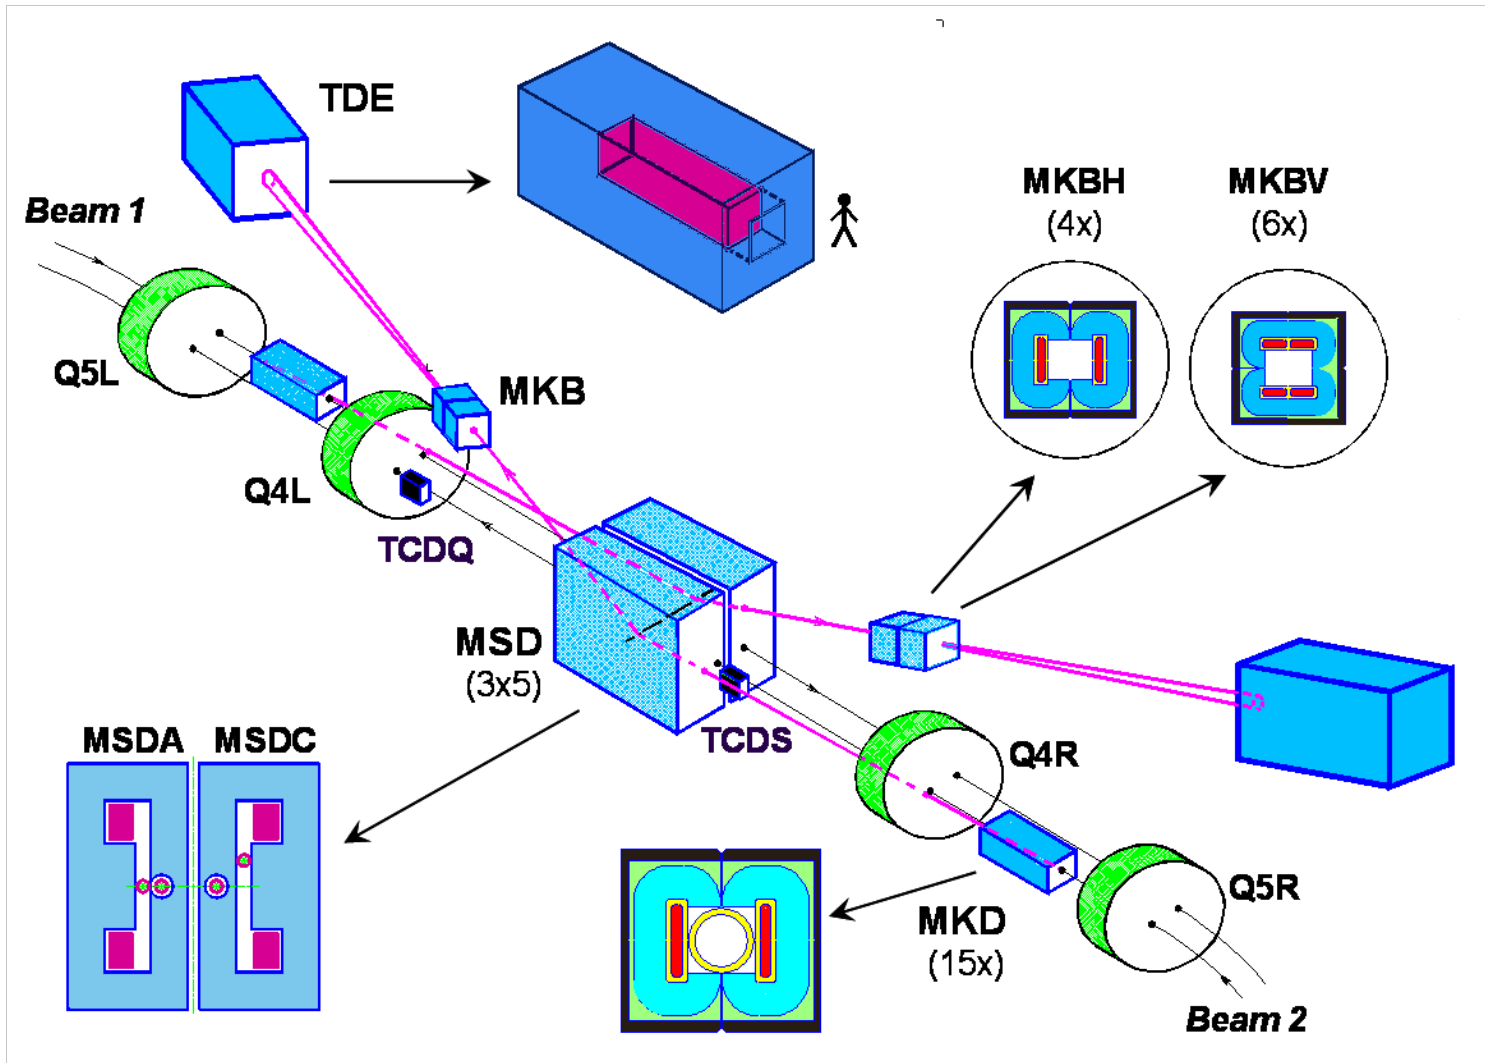 TDE
Beam 1
MKBH
(4x)
MKBV
(6x)
Q5L
MKB
Q4L
TCDQ
MSD
(3x5)
TCDS
MSDA
MSDC
Q4R
Q5R
MKD
(15x)
Beam 2